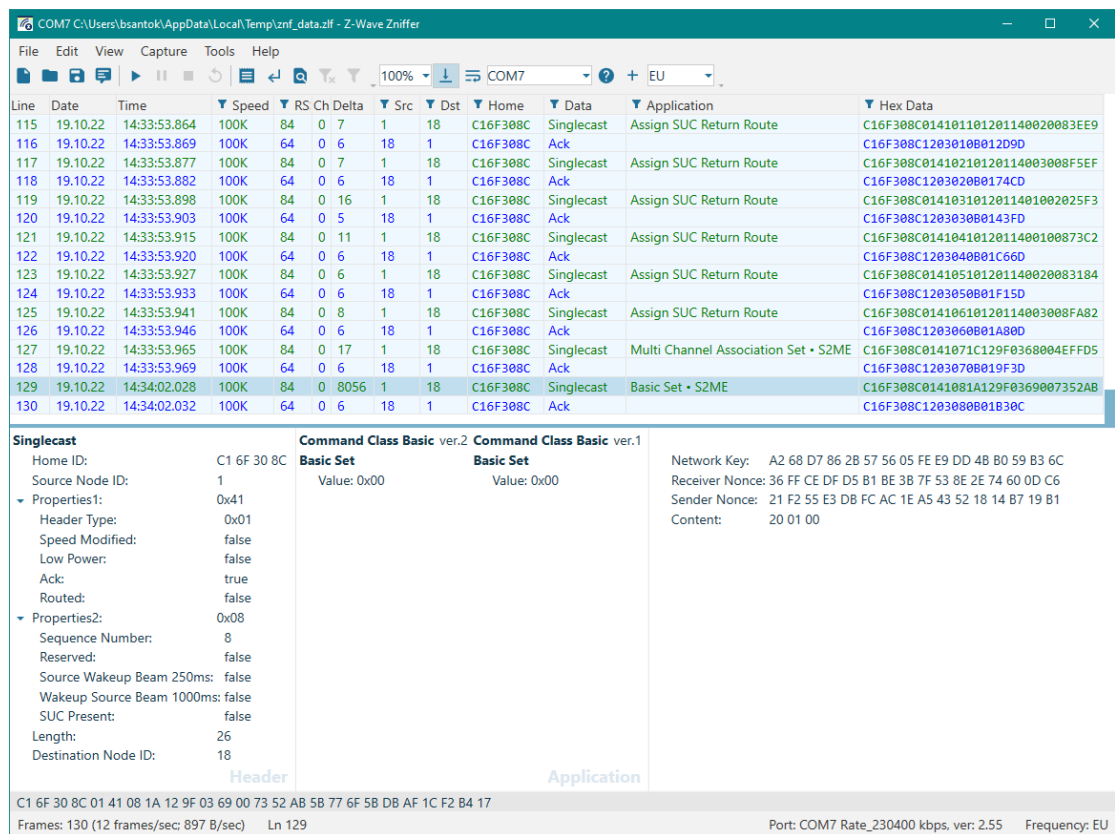 COM7 C:\Users\bsantok\AppData\Local\Temp\znf_data.zlf - Z-Wave Zniffer
File Edit View Capture Tools Help
100% COM7 EU
Line Date Time Speed RS Ch Delta Src Dst Home Data Application Hex Data
115 19.10.22 14:33:53.864 100K 84 0 7 1 18 C16F308C Singlecast Assign SUC Return Route C16F308C014101101201140020083EE9
116 19.10.22 14:33:53.869 100K 64 0 6 18 1 C16F308C Ack C16F308C1203010B012D9D
117 19.10.22 14:33:53.877 100K 84 0 7 1 18 C16F308C Singlecast Assign SUC Return Route C16F308C01410210120114003008F5EF
118 19.10.22 14:33:53.882 100K 64 0 6 18 1 C16F308C Ack C16F308C1203020B0174CD
119 19.10.22 14:33:53.898 100K 84 0 16 1 18 C16F308C Singlecast Assign SUC Return Route C16F308C0141031012011401002025F3
120 19.10.22 14:33:53.903 100K 64 0 5 18 1 C16F308C Ack C16F308C1203030B0143FD
121 19.10.22 14:33:53.915 100K 84 0 11 1 18 C16F308C Singlecast Assign SUC Return Route C16F308C0141041012011400100873C2
122 19.10.22 14:33:53.920 100K 64 0 6 18 1 C16F308C Ack C16F308C1203040B01C66D
123 19.10.22 14:33:53.927 100K 84 0 6 1 18 C16F308C Singlecast Assign SUC Return Route C16F308C014105101201140020083184
124 19.10.22 14:33:53.933 100K 64 0 6 18 1 C16F308C Ack C16F308C1203050B01F15D
125 19.10.22 14:33:53.941 100K 84 0 8 1 18 C16F308C Singlecast Assign SUC Return Route C16F308C01410610120114003008FA82
126 19.10.22 14:33:53.946 100K 64 0 6 18 1 C16F308C Ack C16F308C1203060B01A80D
127 19.10.22 14:33:53.965 100K 84 0 17 1 18 C16F308C Singlecast Multi Channel Association Set • S2ME C16F308C0141071C129F0368004EFFD5
128 19.10.22 14:33:53.969 100K 64 0 6 18 1 C16F308C Ack C16F308C1203070B019F3D
129 19.10.22 14:34:02.028 100K 84 0 8056 1 18 C16F308C Singlecast Basic Set • S2ME C16F308C0141081A129F0369007352AB
130 19.10.22 14:34:02.032 100K 64 0 6 18 1 C16F308C Ack C16F308C1203080B01B30C
Singlecast
Home ID: C1 6F 30 8C
Source Node ID: 1
Properties1: 0x41
Header Type: 0x01
Speed Modified: false
Low Power: false
Ack: true
Routed: false
Properties2: 0x08
Sequence Number: 8
Reserved: false
Source Wakeup Beam 250ms: false
Wakeup Source Beam 1000ms: false
SUC Present: false
Length: 26
Destination Node ID: 18
Header
Command Class Basic ver.2 Command Class Basic ver.1
Basic Set Basic Set
Value: 0x00 Value: 0x00
Application
Network Key: A2 68 D7 86 2B 57 56 05 FE E9 DD 4B B0 59 B3 6C
Receiver Nonce: 36 FF CE DF D5 B1 BE 3B 7F 53 8E 2E 74 60 0D C6
Sender Nonce: 21 F2 55 E3 DB FC AC 1E A5 43 52 18 14 B7 19 B1
Content: 20 01 00
C1 6F 30 8C 01 41 08 1A 12 9F 03 69 00 73 52 AB 5B 77 6F 5B DB AF 1C F2 B4 17
Frames: 130 (12 frames/sec; 897 B/sec) Ln 129 Port: COM7 Rate_230400 kbps, ver: 2.55 Frequency: EU